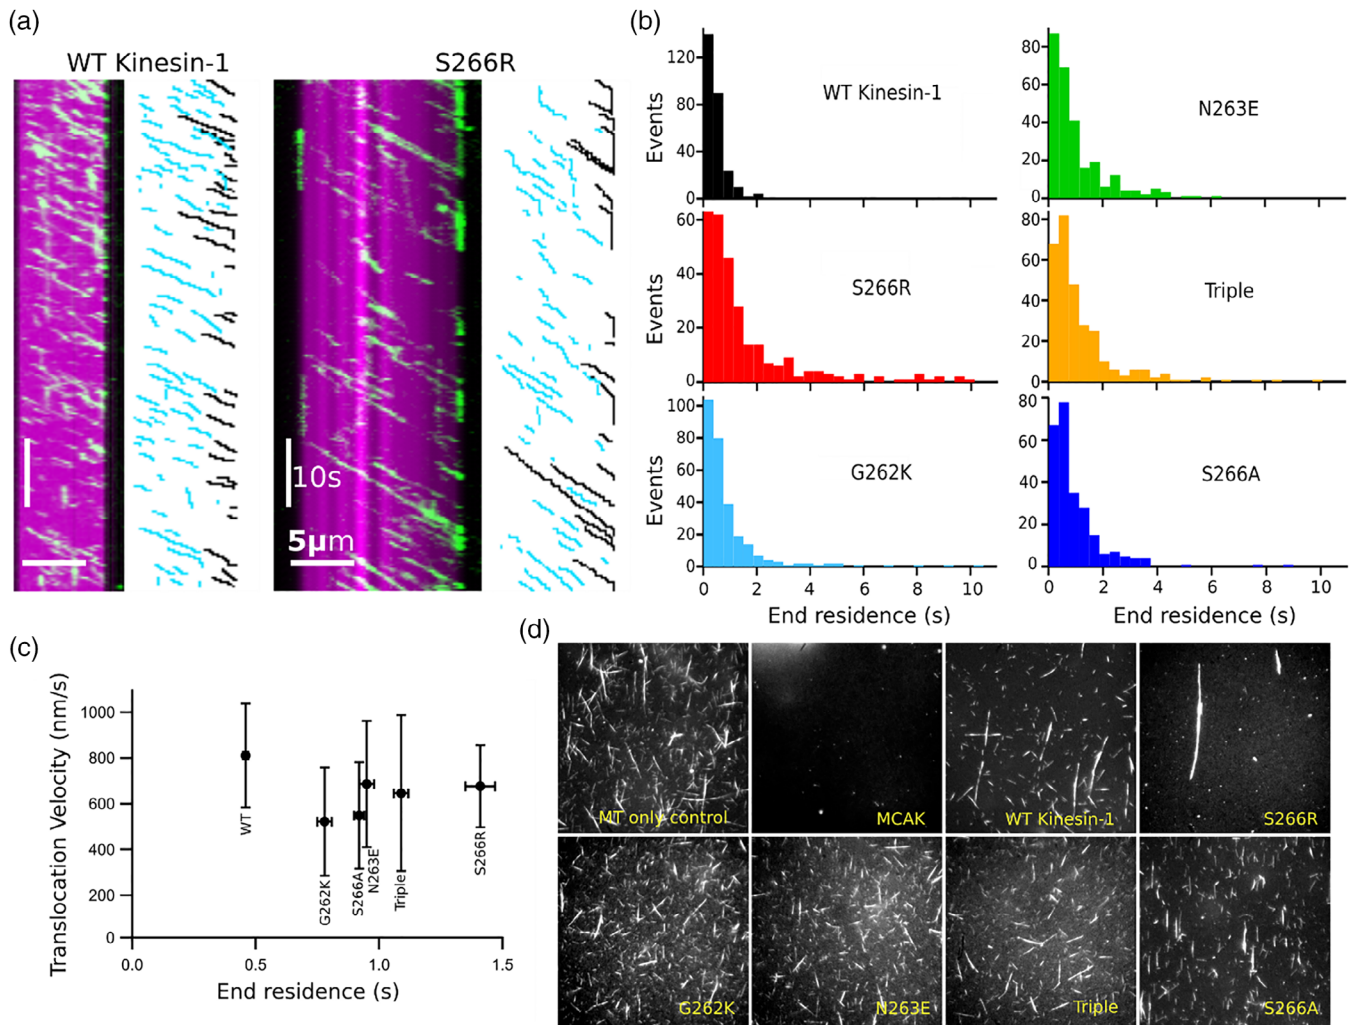 (a)
WT Kinesin-1
S266R
10s
5µm
(b)
Events
120
80
40
0
WT Kinesin-1
80
60
40
20
0
N263E
Events
60
40
20
0
S266R
80
60
40
20
0
Triple
Events
100
80
60
40
20
0
G262K
0 2 4 6 8 10
End residence (s)
80
60
40
20
0
S266A
0 2 4 6 8 10
End residence (s)
(c)
Translocation Velocity (nm/s)
1000
800
600
400
200
0
WT
G262K
S266A
N263E
Triple
S266R
0.0 0.5 1.0 1.5
End residence (s)
(d)
MT only control
MCAK
WT Kinesin-1
S266R
G262K
N263E
Triple
S266A